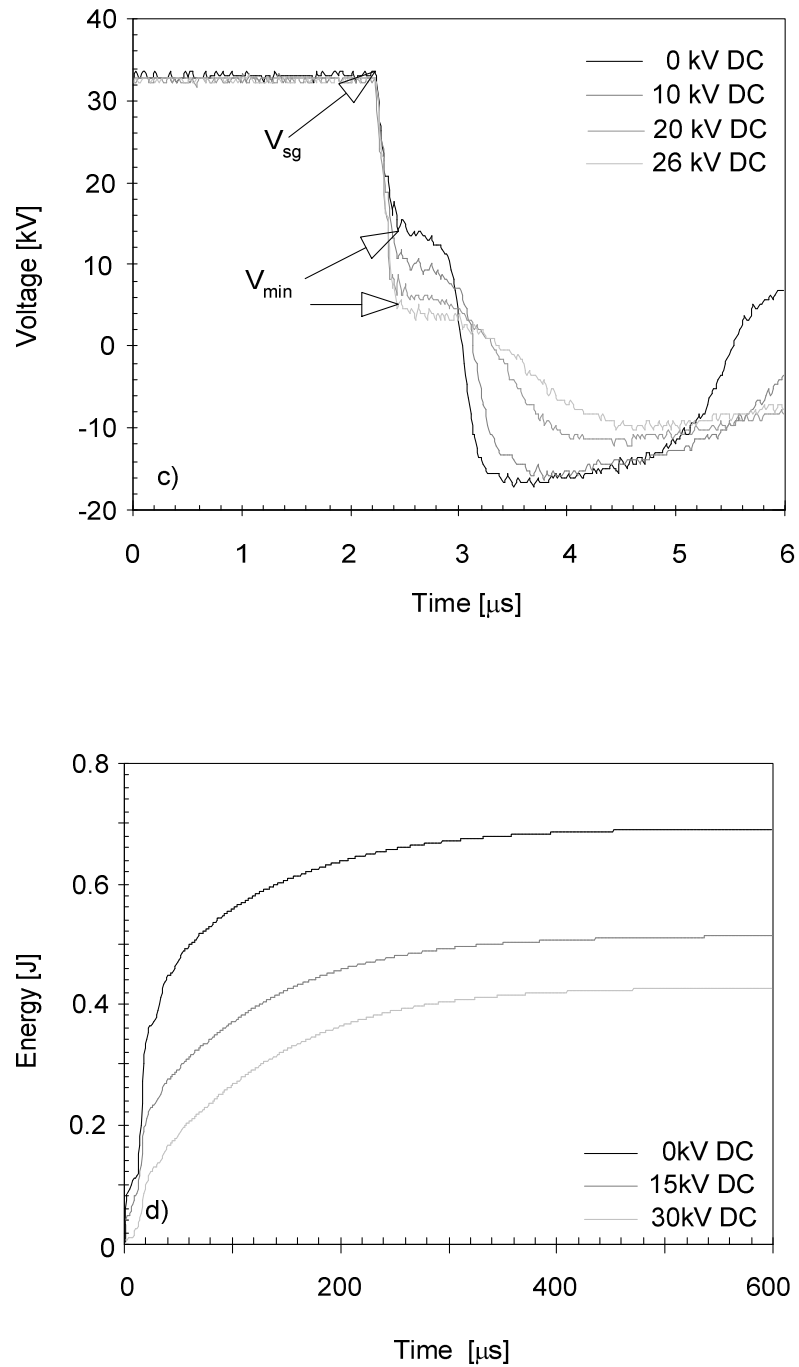 40
30
20
10
0
-10
-20
Voltage [kV]
0 kV DC
10 kV DC
20 kV DC
26 kV DC
Vsg
Vmin
c)
0 1 2 3 4 5 6
Time [μs]
0.8
0.6
0.4
0.2
0
Energy [J]
0kV DC
15kV DC
30kV DC
d)
0 200 400 600
Time [μs]